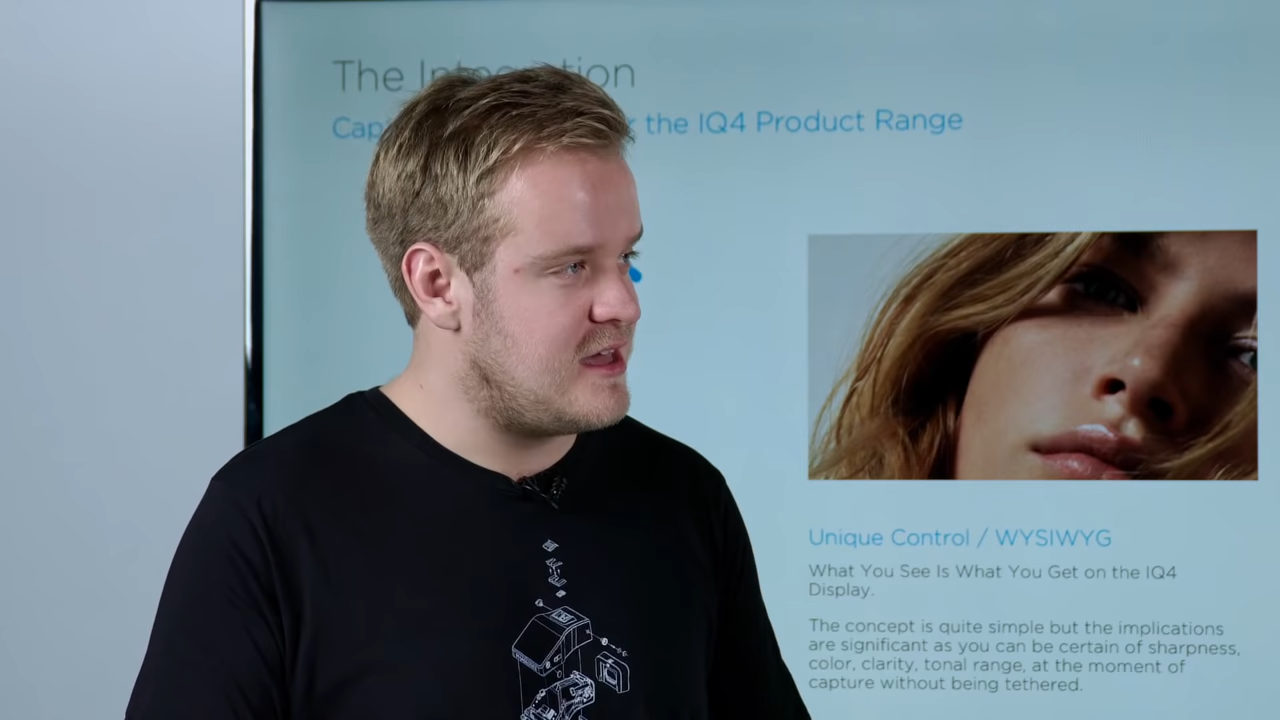 The Integration
Cap r the IQ4 Product Range
Unique Control / WYSIWYG
What You See Is What You Get on the IQ4
Display.
The concept is quite simple but the implications
are significant as you can be certain of sharpness,
color, clarity, tonal range, at the moment of
capture without being tethered.